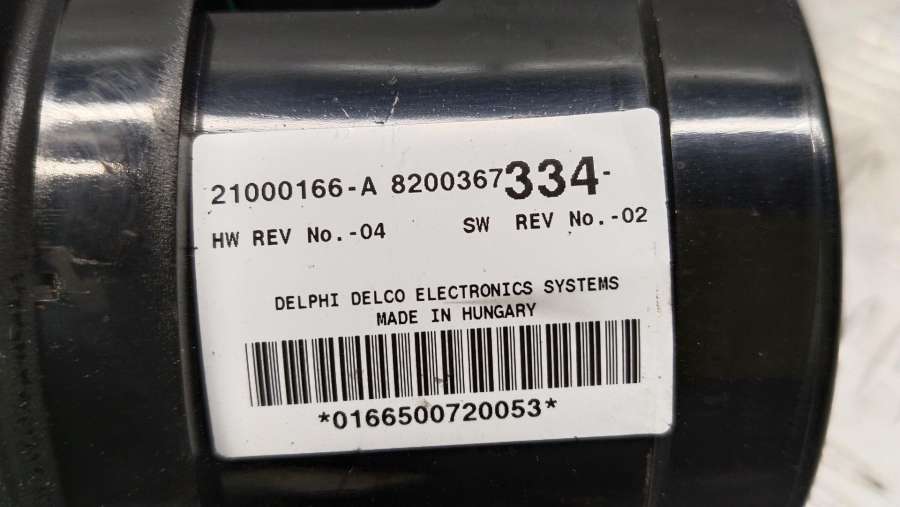 21000166-A 8200367334-
HW REV No.-04 SW REV No.-02
DELPHI DELCO ELECTRONICS SYSTEMS
MADE IN HUNGARY
*0166500720053*